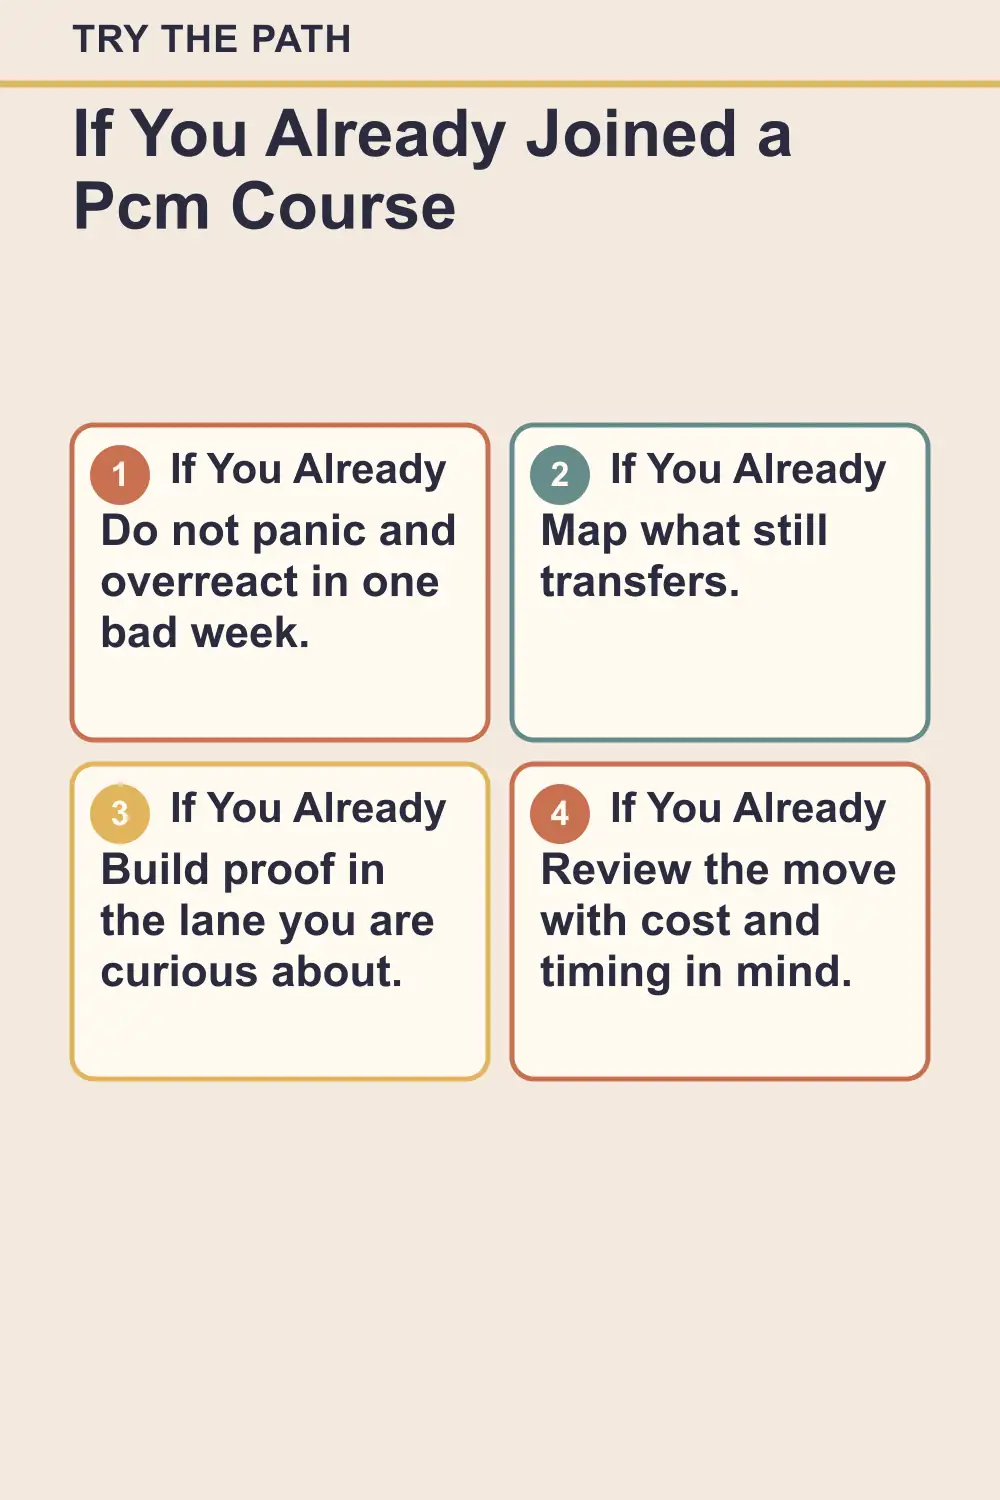 TRY THE PATH
If You Already Joined a
Pcm Course
1 If You Already
Do not panic and
overreact in one
bad week.
2 If You Already
Map what still
transfers.
3 If You Already
Build proof in
the lane you are
curious about.
4 If You Already
Review the move
with cost and
timing in mind.